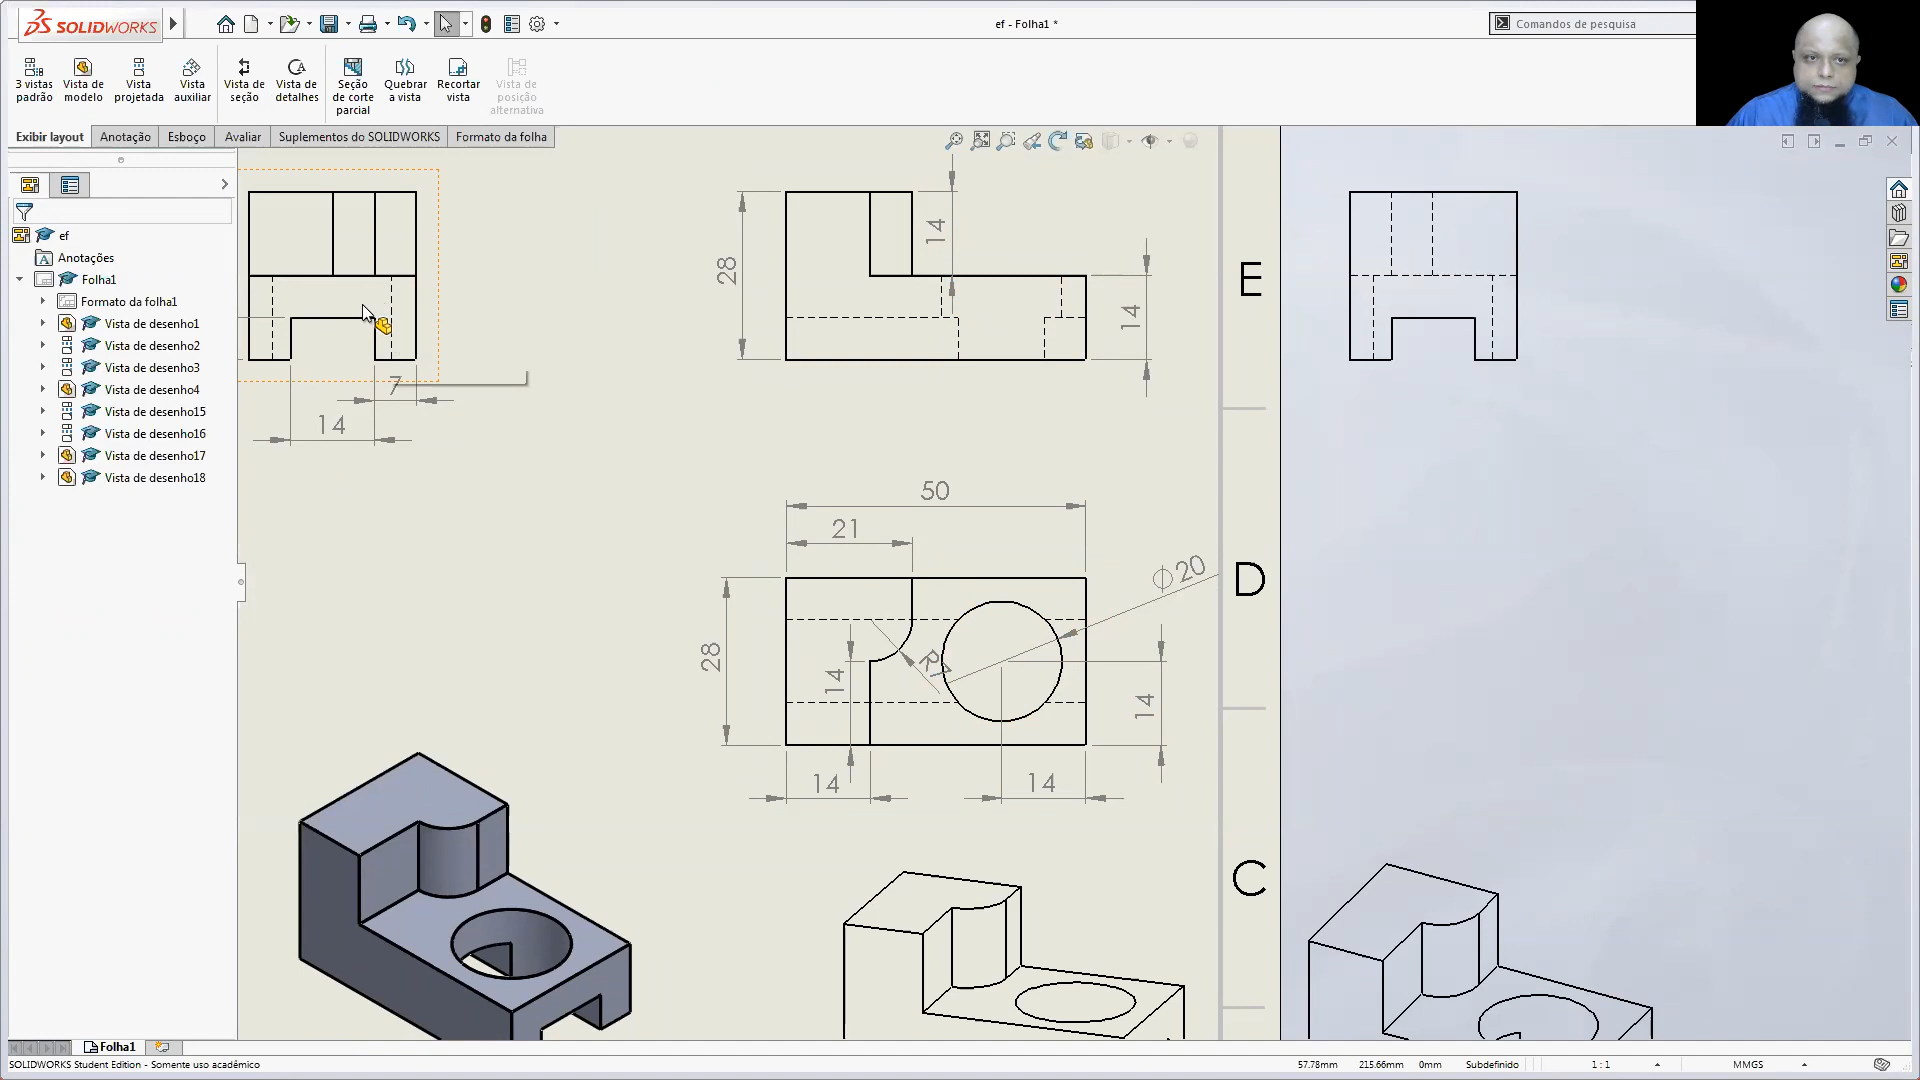 SOLIDWORKS
ef - Folha1 *
Comandos de pesquisa
3 vistas
padrão
Vista de
modelo
Vista
projetada
Vista
auxiliar
Vista de
seção
Vista de
detalhes
Seção
de corte
parcial
Quebrar
a vista
Recortar
vista
Vista de
posição
alternativa
Exibir layout
Anotação
Esboço
Avaliar
Suplementos do SOLIDWORKS
Formato da folha
ef
Anotações
Folha1
Formato da folha1
Vista de desenho1
Vista de desenho2
Vista de desenho3
Vista de desenho4
Vista de desenho15
Vista de desenho16
Vista de desenho17
Vista de desenho18
7
14
28
14
14
E
50
21
∅20
D
28
14
R7
14
14
14
C
Folha1
SOLIDWORKS Student Edition - Somente uso acadêmico
57.78mm
215.66mm
0mm
Subdefinido
1 : 1
MMGS